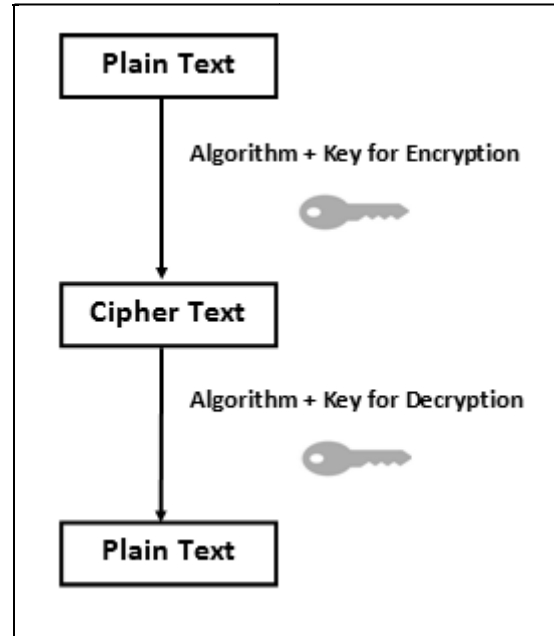 Plain Text
Algorithm + Key for Encryption
Cipher Text
Algorithm + Key for Decryption
Plain Text